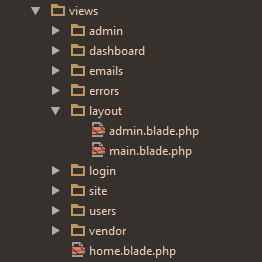 views
admin
dashboard
emails
errors
layout
admin.blade.php
main.blade.php
login
site
users
vendor
home.blade.php